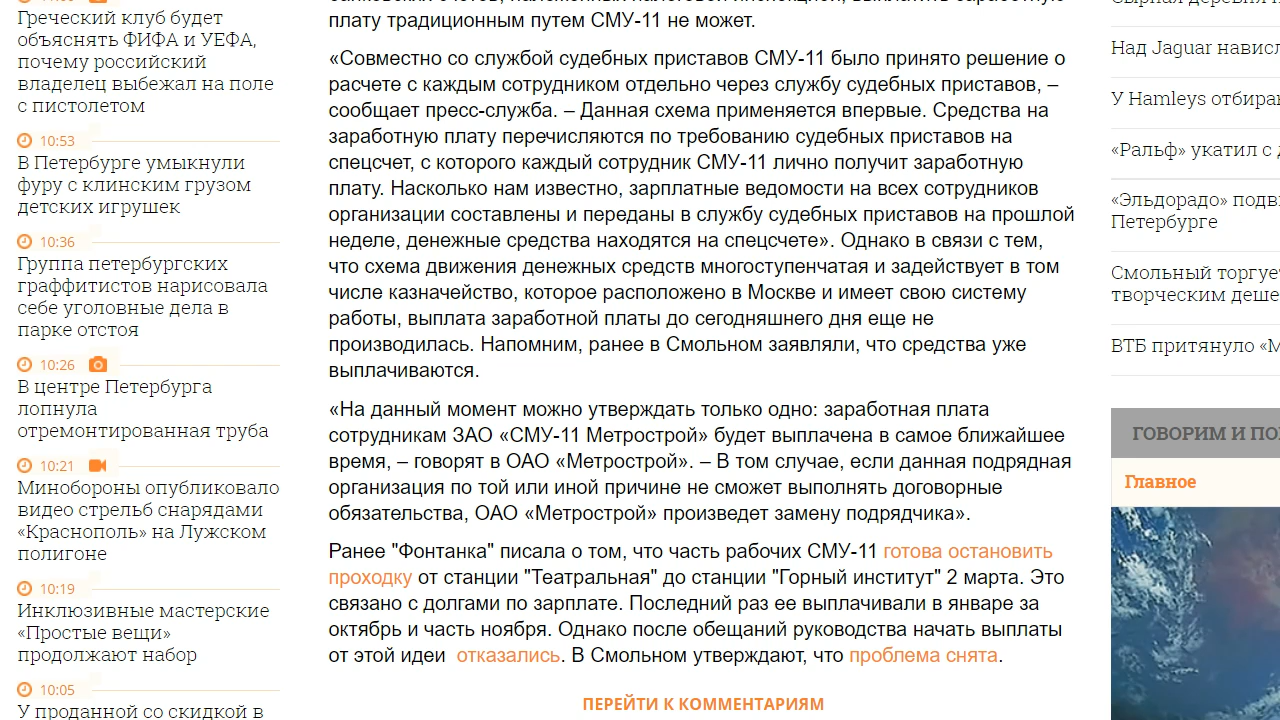 Греческий клуб будет
объяснять ФИФА и УЕФА,
почему российский
владелец выбежал на поле
с пистолетом
10:53
В Петербурге умыкнули
фуру с клинским грузом
детских игрушек
10:36
Группа петербургских
граффитистов нарисовала
себе уголовные дела в
парке отстоя
10:26
В центре Петербурга
лопнула
отремонтированная труба
10:21
Минобороны опубликовало
видео стрельб снарядами
«Краснополь» на Лужском
полигоне
10:19
Инклюзивные мастерские
«Простые вещи»
продолжают набор
10:05
У проданной со скидкой в
плату традиционным путем СМУ-11 не может.
«Совместно со службой судебных приставов СМУ-11 было принято решение о
расчете с каждым сотрудником отдельно через службу судебных приставов, –
сообщает пресс-служба. – Данная схема применяется впервые. Средства на
заработную плату перечисляются по требованию судебных приставов на
спецсчет, с которого каждый сотрудник СМУ-11 лично получит заработную
плату. Насколько нам известно, зарплатные ведомости на всех сотрудников
организации составлены и переданы в службу судебных приставов на прошлой
неделе, денежные средства находятся на спецсчете». Однако в связи с тем,
что схема движения денежных средств многоступенчатая и задействует в том
числе казначейство, которое расположено в Москве и имеет свою систему
работы, выплата заработной платы до сегодняшнего дня еще не
производилась. Напомним, ранее в Смольном заявляли, что средства уже
выплачиваются.
«На данный момент можно утверждать только одно: заработная плата
сотрудникам ЗАО «СМУ-11 Метрострой» будет выплачена в самое ближайшее
время, – говорят в ОАО «Метрострой». – В том случае, если данная подрядная
организация по той или иной причине не сможет выполнять договорные
обязательства, ОАО «Метрострой» произведет замену подрядчика».
Ранее "Фонтанка" писала о том, что часть рабочих СМУ-11 готова остановить
проходку от станции "Театральная" до станции "Горный институт" 2 марта. Это
связано с долгами по зарплате. Последний раз ее выплачивали в январе за
октябрь и часть ноября. Однако после обещаний руководства начать выплаты
от этой идеи отказались. В Смольном утверждают, что проблема снята.
ПЕРЕЙТИ К КОММЕНТАРИЯМ
Над Jaguar
У Hamleys
«Ральф» укатил с
«Эльдорадо»
Петербурге
Смольный
творческим
ВТБ притянуло
ГОВОРИМ И
Главное